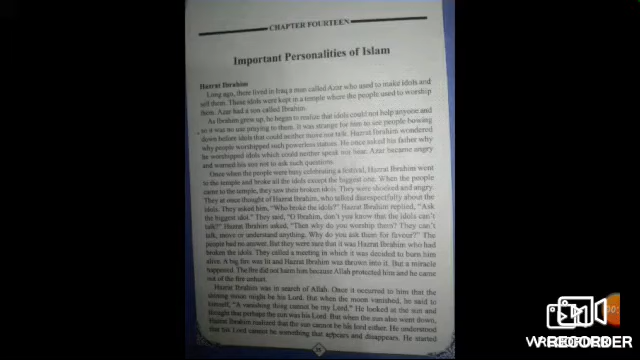 CHAPTER FOURTEEN
Important Personalities of Islam
Hazrat Ibrahim
Long ago, there lived in Iraq a man called Azar who used to make idols and
sell them. These idols were kept in a temple where the people used to worship
them. Azar had a son called Ibrahim.
As Ibrahim grew up, he began to realize that idols could not help anyone and
so it was no use praying to them. It was strange for him to see people bowing
down before idols that could neither move nor talk. Hazrat Ibrahim wondered
why people worshipped such powerless statues. He once asked his father why
he worshipped idols which could neither speak nor hear. Azar became angry
and warned his son not to ask such questions.
Once when the people were busy celebrating a festival, Hazrat Ibrahim went
to the temple and broke all the idols except the biggest one. When the people
came to the temple, they saw their broken idols. They were shocked and angry.
They at once thought of Hazrat Ibrahim, who talked disrespectfully about the
idols. They asked him, "Who broke the idols?" Hazrat Ibrahim replied, "Ask
the biggest idol." They said, "O Ibrahim, don't you know that the idols can't
talk?" Hazrat Ibrahim asked, "Then why do you worship them? They can't
talk, move or understand anything. Why do you ask them for favour?" The
people had no answer. But they were sure that it was Hazrat Ibrahim who had
broken the idols. They called a meeting in which it was decided to burn him
alive. A big fire was lit and Hazrat Ibrahim was thrown into it. But a miracle
happened. The fire did not harm him because Allah protected him and he came
out of the fire unhurt.
Hazrat Ibrahim was in search of Allah. Once it occurred to him that the
shining moon might be his Lord. But when the moon vanished, he said to
himself, "A vanishing thing cannot be my Lord." He looked at the sun and
thought that perhaps the sun was his Lord. But when the sun also went down,
Hazrat Ibrahim realized that the sun cannot be his lord either. He understood
that his Lord cannot be something that appears and disappears. He started
RECORDER